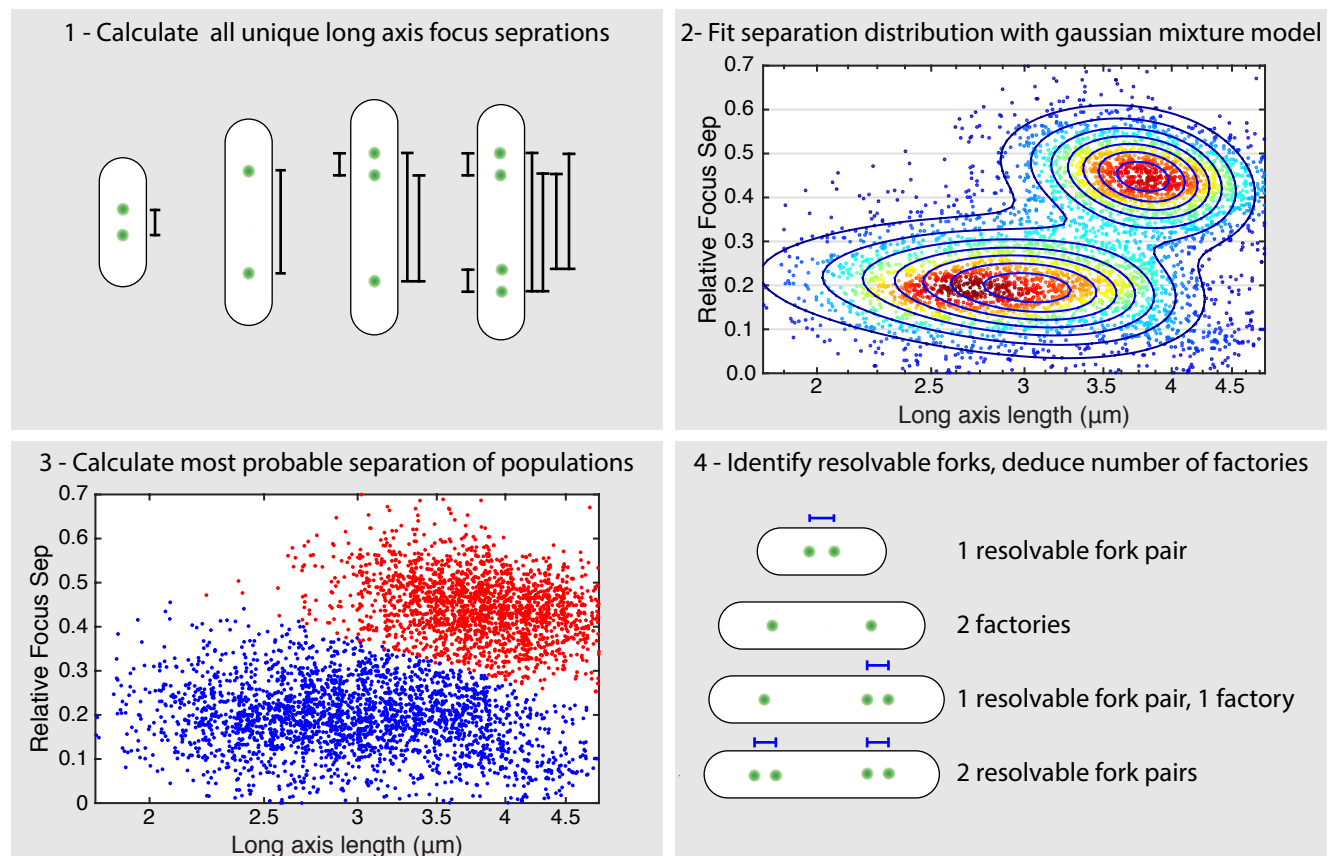 1 - Calculate  all unique long axis focus seprations
2- Fit separation distribution with gaussian mixture model
Relative Focus Sep
0.7
0.6
0.5
0.4
0.3
0.2
0.1
0.0
2
2.5
3
3.5
4
4.5
Long axis length (µm)
3 - Calculate most probable separation of populations
Relative Focus Sep
0.7
0.6
0.5
0.4
0.3
0.2
0.1
0
2
2.5
3
3.5
4
4.5
Long axis length (µm)
4 - Identify resolvable forks, deduce number of factories
1 resolvable fork pair
2 factories
1 resolvable fork pair, 1 factory
2 resolvable fork pairs